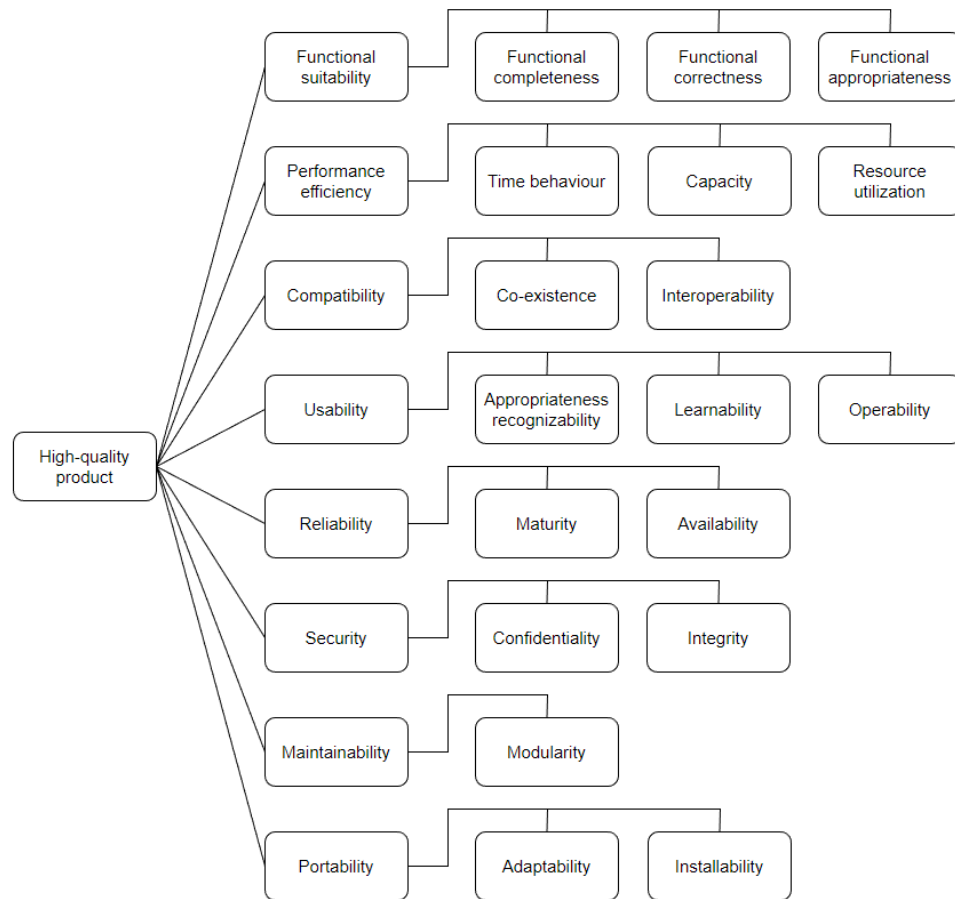 Functional
suitability
Functional
completeness
Functional
correctness
Functional
appropriateness
Performance
efficiency
Time behaviour
Capacity
Resource
utilization
Compatibility
Co-existence
Interoperability
Usability
Appropriateness
recognizability
Learnability
Operability
High-quality
product
Reliability
Maturity
Availability
Security
Confidentiality
Integrity
Maintainability
Modularity
Portability
Adaptability
Installability